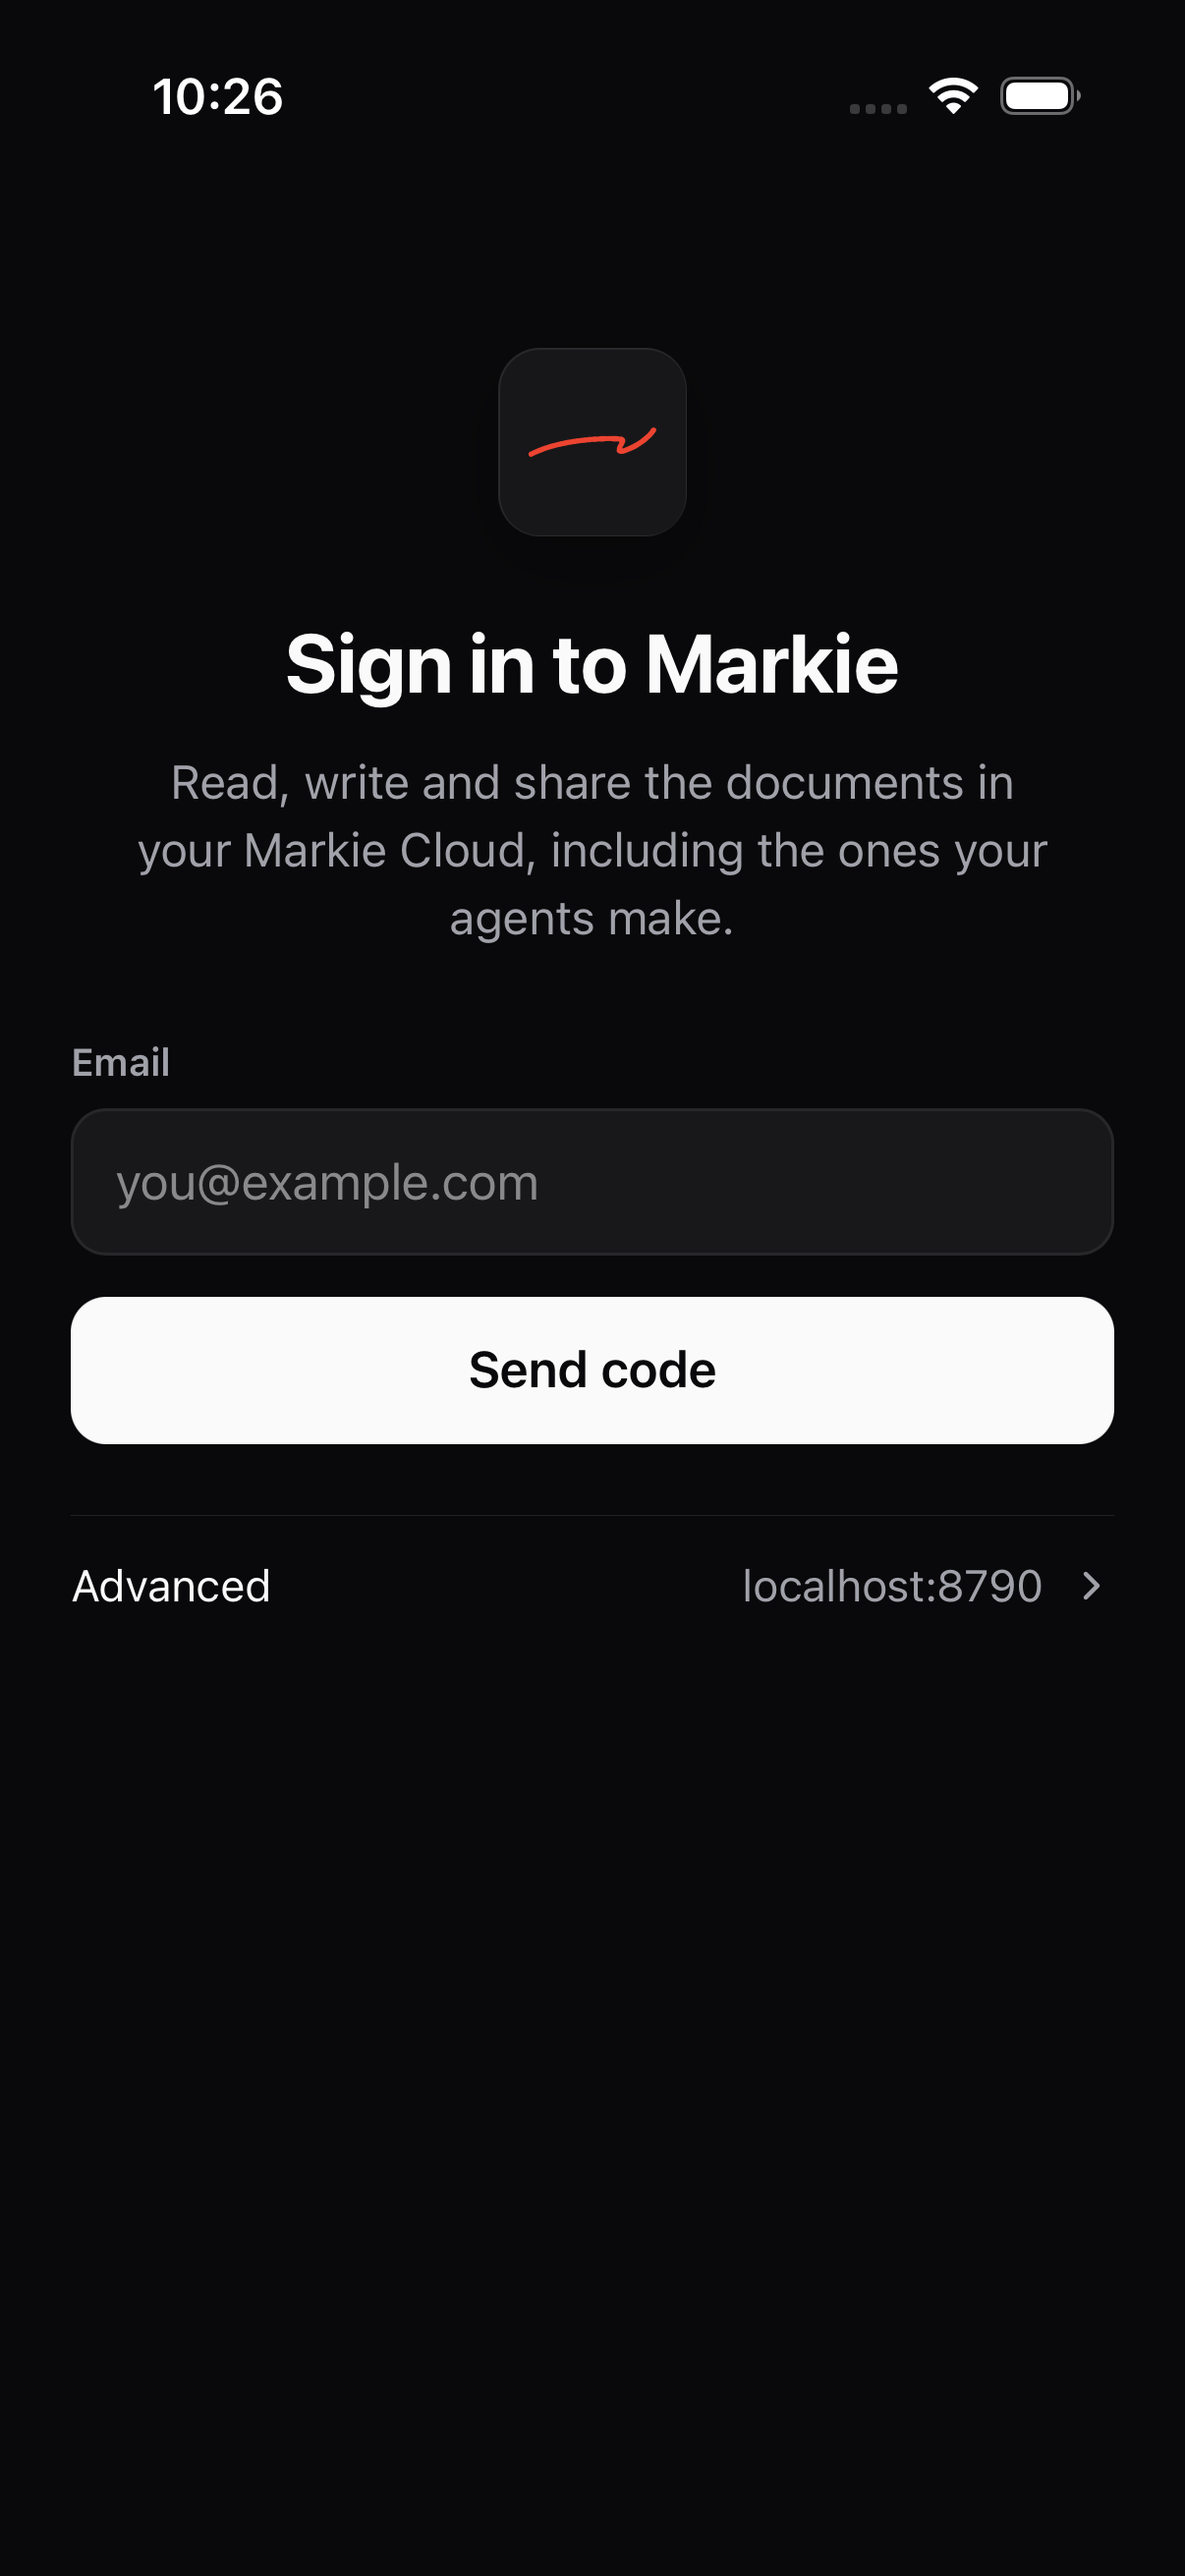 10:26
Sign in to Markie
Read, write and share the documents in
your Markie Cloud, including the ones your
agents make.
Email
you@example.com
Send code
Advanced localhost:8790